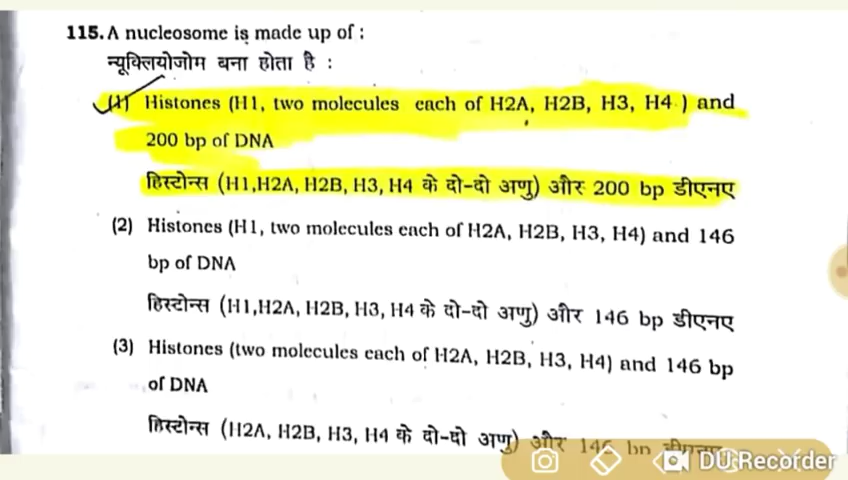 115. A nucleosome is made up of :
न्यूक्लियोजोम बना होता है :
(1) Histones (H1, two molecules each of H2A, H2B, H3, H4 ) and
200 bp of DNA
हिस्टोन्स (H1,H2A, H2B, H3, H4 के दो-दो अणु) और 200 bp डीएनए
(2) Histones (H1, two molecules each of H2A, H2B, H3, H4) and 146
bp of DNA
हिस्टोन्स (H1,H2A, H2B, H3, H4 के दो-दो अणु) और 146 bp डीएनए
(3) Histones (two molecules each of H2A, H2B, H3, H4) and 146 bp
of DNA
हिस्टोन्स (H2A, H2B, H3, H4 के दो-दो अणु) और 146 bp डीएनए
DU Recorder